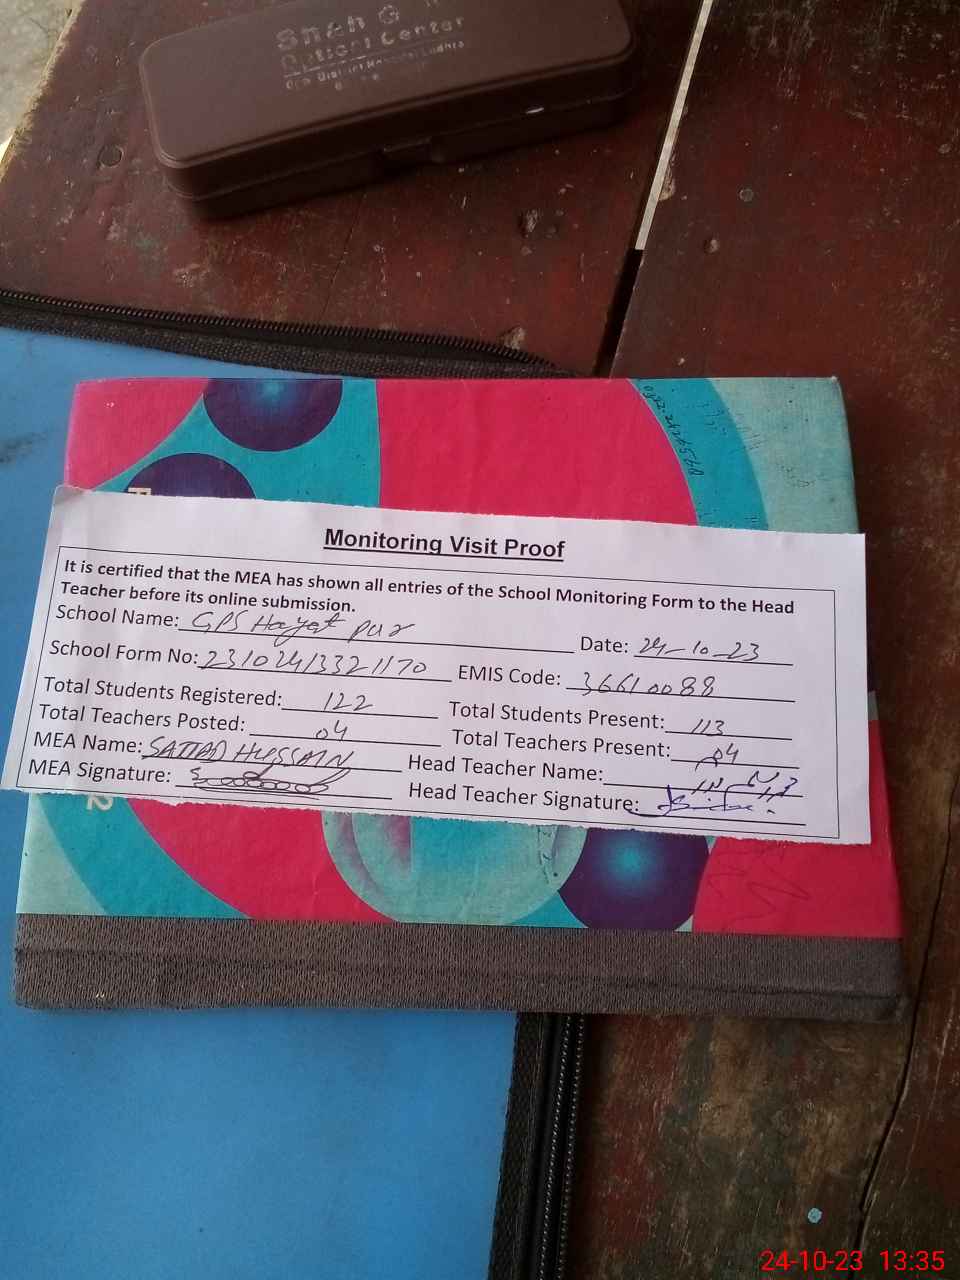 Shah G
Optical Center
Opp District
Monitoring Visit Proof
It is certified that the MEA has shown all entries of the School Monitoring Form to the Head
Teacher before its online submission.
School Name: GPS Hayat pur Date: 24-10-23
School Form No: 23102413321170 EMIS Code: 36610088
Total Students Registered: 122 Total Students Present: 113
Total Teachers Posted: 04 Total Teachers Present: 04
MEA Name: SAJJAD HUSSAIN Head Teacher Name:
MEA Signature: Head Teacher Signature:
2
24-10-23 13:35